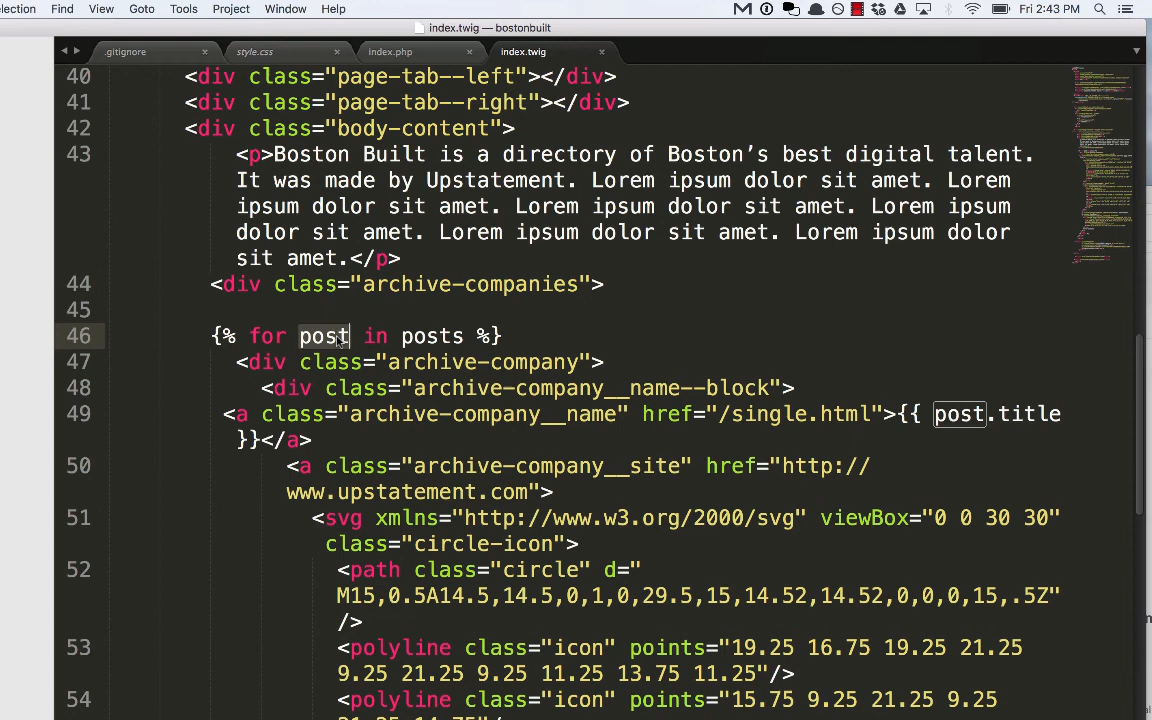 election View Goto Tools Project Window Help Fri 2:43 PM
index.twig — bostonbuilt
.gitignore × style.css × index.php × index.twig ×
40 <div class="page-tab--left"></div>
41 <div class="page-tab--right"></div>
42 <div class="body-content">
43 <p>Boston Built is a directory of Boston’s best digital talent.
It was made by Upstatement. Lorem ipsum dolor sit amet. Lorem
ipsum dolor sit amet. Lorem ipsum dolor sit amet. Lorem ipsum
dolor sit amet. Lorem ipsum dolor sit amet. Lorem ipsum dolor
sit amet.</p>
44 <div class="archive-companies">
45
46 {% for post in posts %}
47 <div class="archive-company">
48 <div class="archive-company__name--block">
49 <a class="archive-company__name" href="/single.html">{{ post.title
}}</a>
50 <a class="archive-company__site" href="http://
www.upstatement.com">
51 <svg xmlns="http://www.w3.org/2000/svg" viewBox="0 0 30 30"
class="circle-icon">
52 <path class="circle" d="
M15,0.5A14.5,14.5,0,1,0,29.5,15,14.52,14.52,0,0,0,15,.5Z"
/>
53 <polyline class="icon" points="19.25 16.75 19.25 21.25
9.25 21.25 9.25 11.25 13.75 11.25"/>
54 <polyline class="icon" points="15.75 9.25 21.25 9.25
21.25 14.75"/>